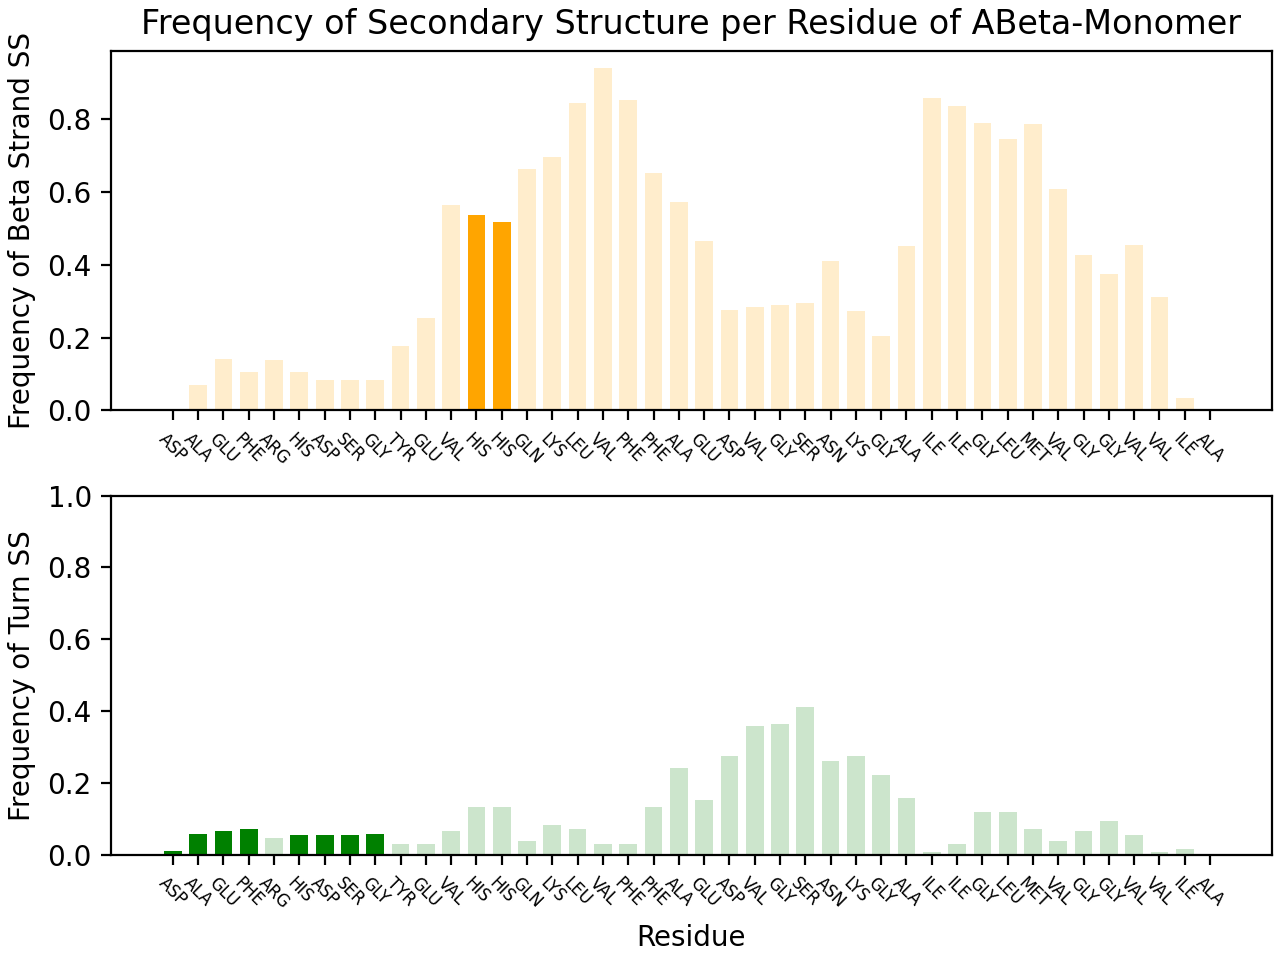 Frequency of Secondary Structure per Residue of ABeta-Monomer
Frequency of Beta Strand SS
0.8
0.6
0.4
0.2
0.0
ASP ALA GLU PHE ARG HIS ASP SER GLY TYR GLU VAL HIS HIS GLN LYS LEU VAL PHE PHE ALA GLU ASP VAL GLY SER ASN LYS GLY ALA ILE ILE GLY LEU MET VAL GLY GLY VAL VAL ILE ALA
Frequency of Turn SS
1.0
0.8
0.6
0.4
0.2
0.0
ASP ALA GLU PHE ARG HIS ASP SER GLY TYR GLU VAL HIS HIS GLN LYS LEU VAL PHE PHE ALA GLU ASP VAL GLY SER ASN LYS GLY ALA ILE ILE GLY LEU MET VAL GLY GLY VAL VAL ILE ALA
Residue